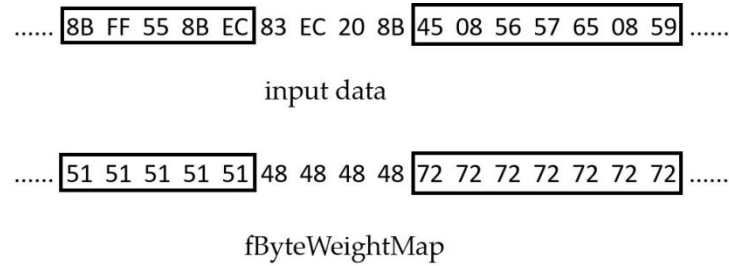 ...... 8B FF 55 8B EC 83 EC 20 8B 45 08 56 57 65 08 59 ......
input data
...... 51 51 51 51 51 48 48 48 48 72 72 72 72 72 72 72 ......
fByteWeightMap